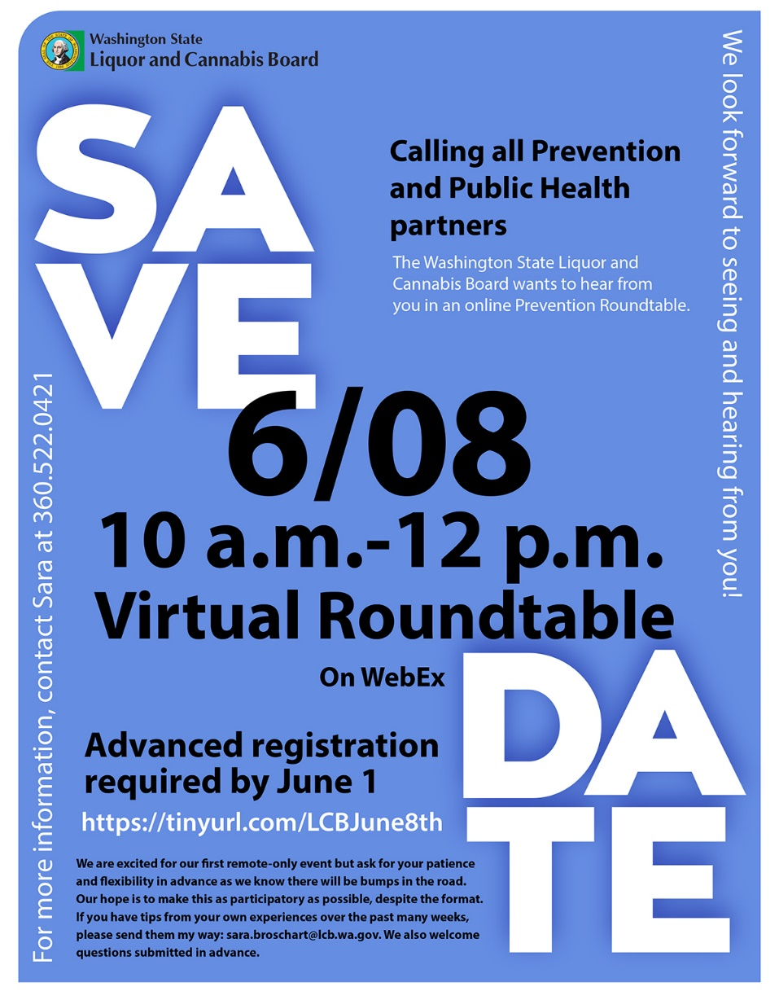 Washington State
Liquor and Cannabis Board
SA
VE
Calling all Prevention
and Public Health
partners
The Washington State Liquor and
Cannabis Board wants to hear from
you in an online Prevention Roundtable.
We look forward to seeing and hearing from you!
6/08
10 a.m.-12 p.m.
Virtual Roundtable
On WebEx
DA
TE
Advanced registration
required by June 1
https://tinyurl.com/LCBJune8th
We are excited for our first remote-only event but ask for your patience
and flexibility in advance as we know there will be bumps in the road.
Our hope is to make this as participatory as possible, despite the format.
If you have tips from your own experiences over the past many weeks,
please send them my way: sara.broschart@lcb.wa.gov. We also welcome
questions submitted in advance.
For more information, contact Sara at 360.522.0421